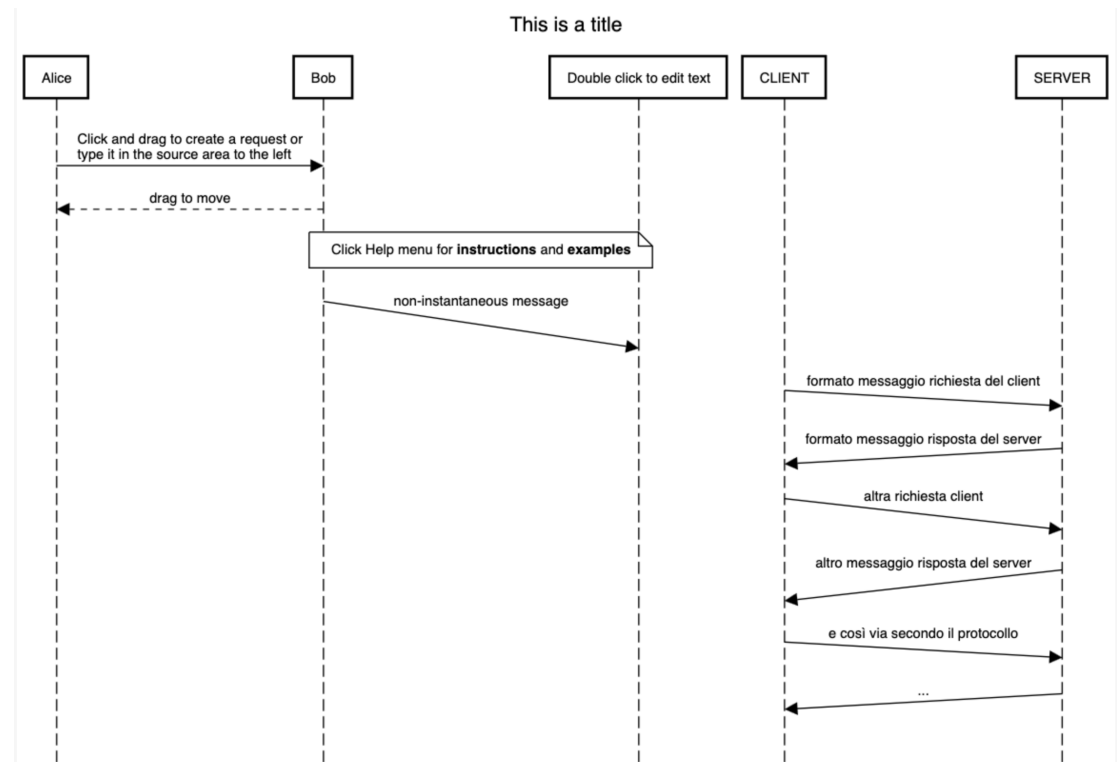 This is a title
Alice
Bob
Double click to edit text
CLIENT
SERVER
Click and drag to create a request or
type it in the source area to the left
drag to move
Click Help menu for instructions and examples
non-instantaneous message
formato messaggio richiesta del client
formato messaggio risposta del server
altra richiesta client
altro messaggio risposta del server
e così via secondo il protocollo
...